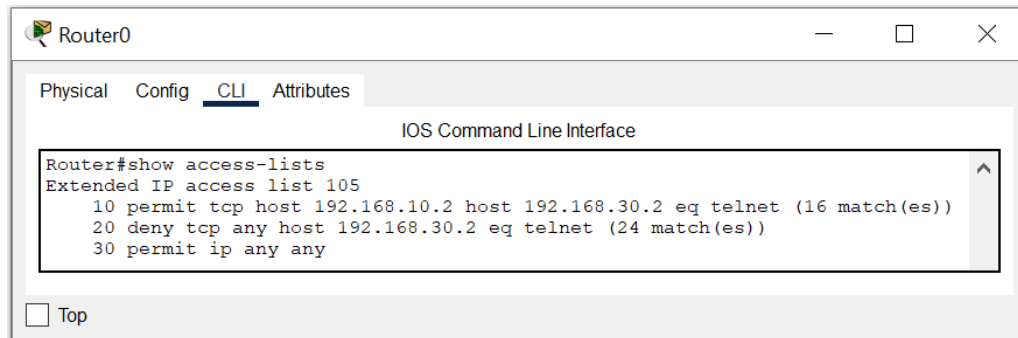 Router0
Physical Config CLI Attributes
IOS Command Line Interface
Router#show access-lists
Extended IP access list 105
10 permit tcp host 192.168.10.2 host 192.168.30.2 eq telnet (16 match(es))
20 deny tcp any host 192.168.30.2 eq telnet (24 match(es))
30 permit ip any any
Top